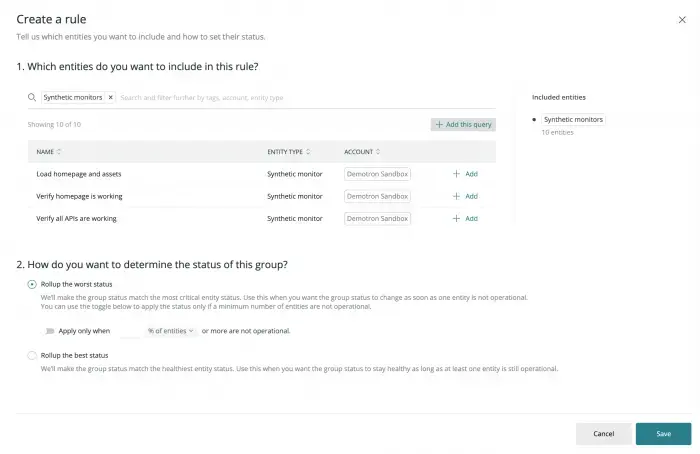 Create a rule
Tell us which entities you want to include and how to set their status.
1. Which entities do you want to include in this rule?
Synthetic monitors × Search and filter further by tags, account, entity type
Included entities
Synthetic monitors
10 entities
Showing 10 of 10
+ Add this query
NAME ENTITY TYPE ACCOUNT
Load homepage and assets Synthetic monitor Demotron Sandbox + Add
Verify homepage is working Synthetic monitor Demotron Sandbox + Add
Verify all APIs are working Synthetic monitor Demotron Sandbox + Add
2. How do you want to determine the status of this group?
Rollup the worst status
We'll make the group status match the most critical entity status. Use this when you want the group status to change as soon as one entity is not operational.
You can use the toggle below to apply the status only if a minimum number of entities are not operational.
Apply only when % of entities or more are not operational.
Rollup the best status
We'll make the group status match the healthiest entity status. Use this when you want the group status to stay healthy as long as at least one entity is still operational.
Cancel Save